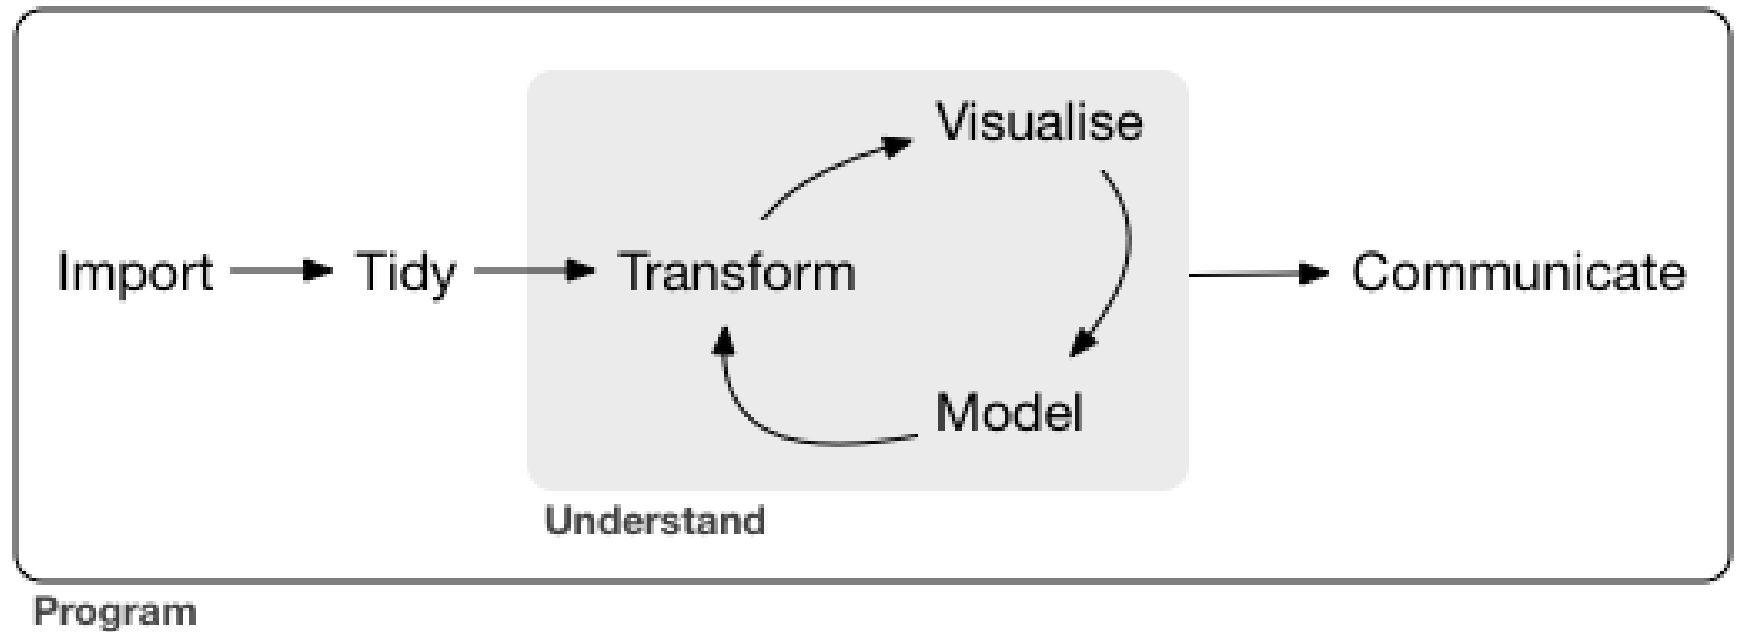 Visualise
Import
Tidy
Transform
Communicate
Model
Understand
Program